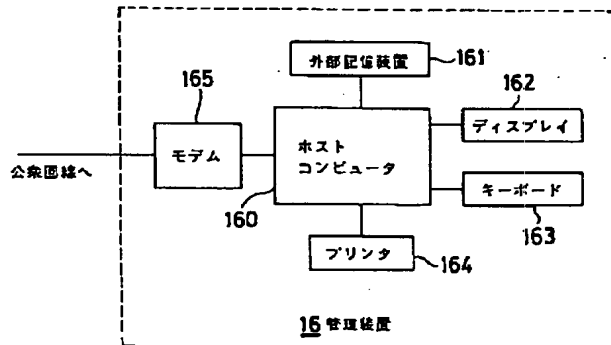 外部記憶装置
161
165
162
モデム
ホスト
コンピュータ
ディスプレイ
公衆回線へ
キーボード
160
163
プリンタ
164
16 管理装置